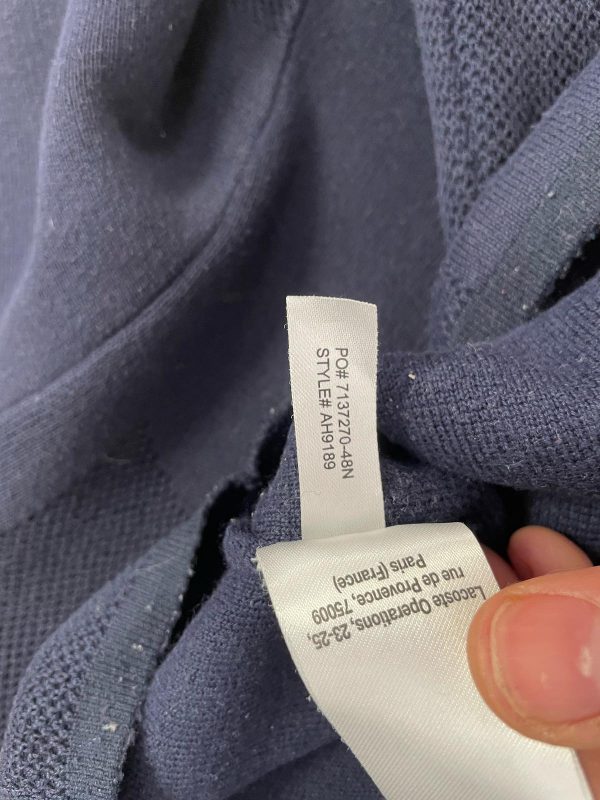 PO# 7137270-48N
STYLE# AH9189
Lacoste Operations, 23-25,
rue de Provence, 75009
Paris (France)